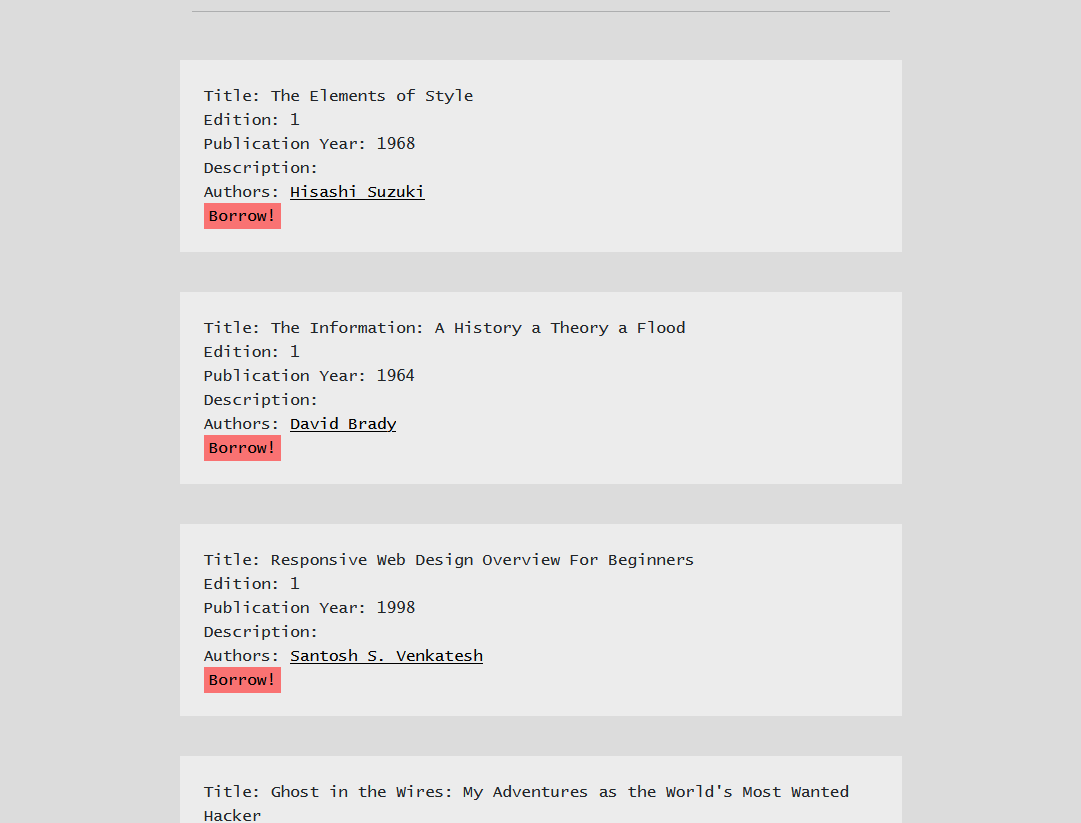 Title: The Elements of Style
Edition: 1
Publication Year: 1968
Description:
Authors: Hisashi Suzuki
Borrow!
Title: The Information: A History a Theory a Flood
Edition: 1
Publication Year: 1964
Description:
Authors: David Brady
Borrow!
Title: Responsive Web Design Overview For Beginners
Edition: 1
Publication Year: 1998
Description:
Authors: Santosh S. Venkatesh
Borrow!
Title: Ghost in the Wires: My Adventures as the World's Most Wanted
Hacker